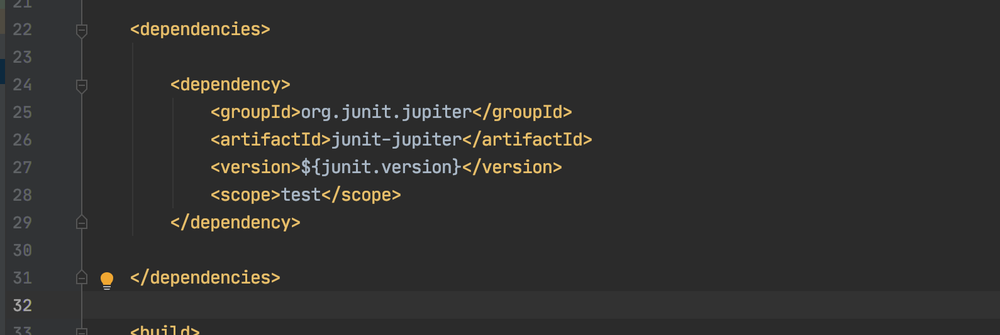 21
22 <dependencies>
23
24 <dependency>
25 <groupId>org.junit.jupiter</groupId>
26 <artifactId>junit-jupiter</artifactId>
27 <version>${junit.version}</version>
28 <scope>test</scope>
29 </dependency>
30
31 </dependencies>
32
33 <build>